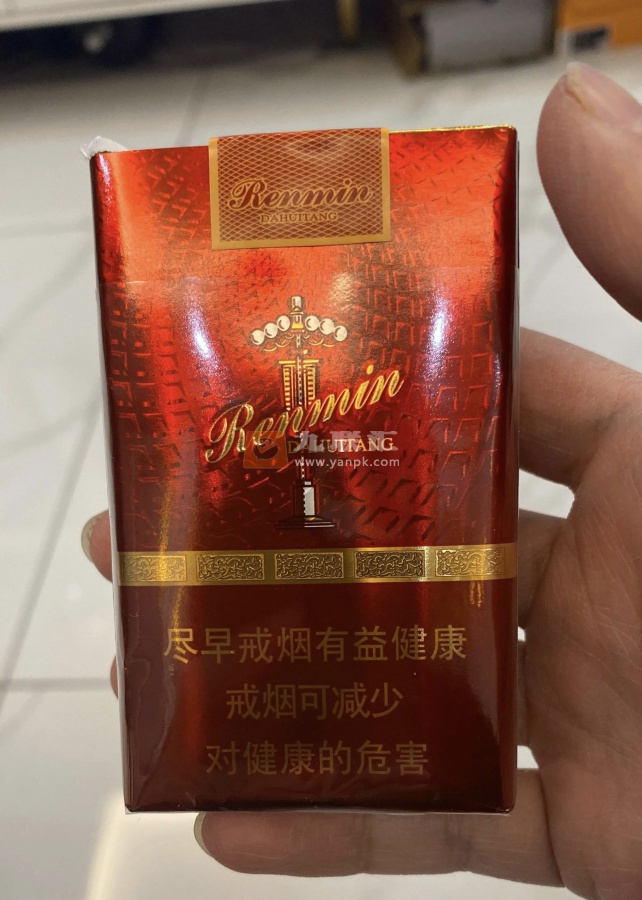 Renmin
DAHUITANG
Renmin
DAHUITANG
www.yanpk.com
尽早戒烟有益健康
戒烟可减少
对健康的危害